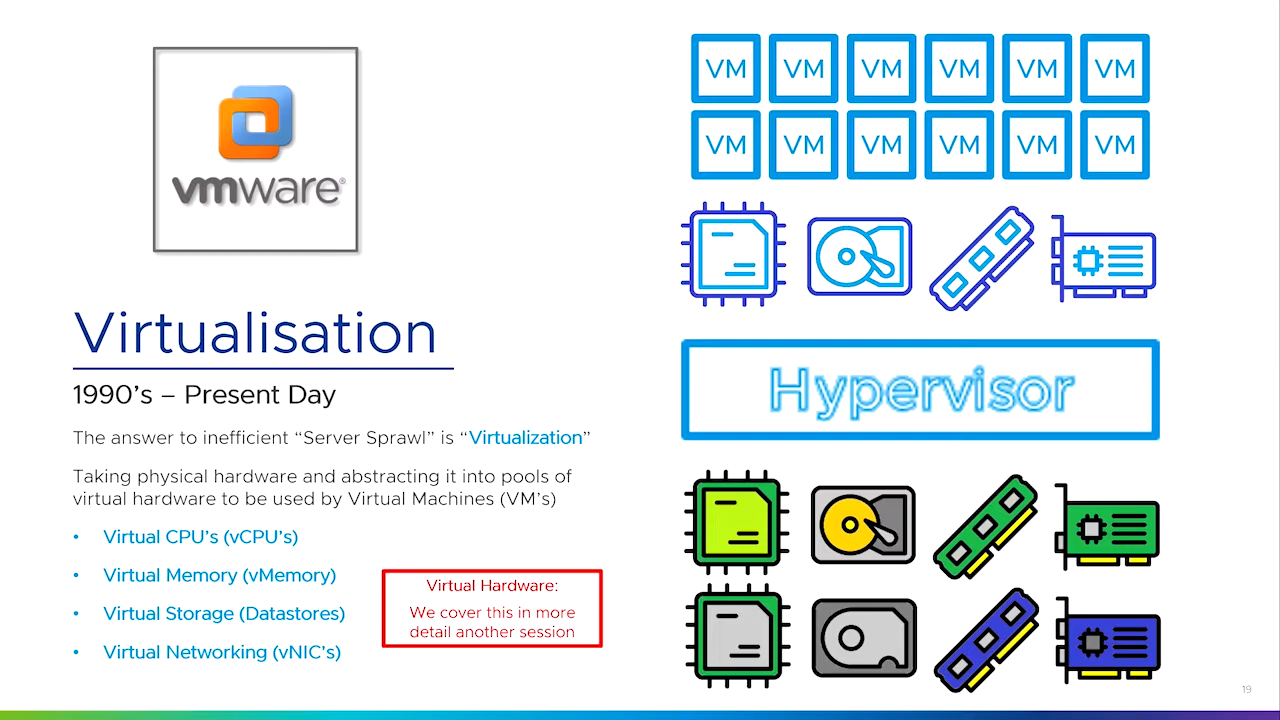 vmware®
Virtualisation
1990's – Present Day
The answer to inefficient “Server Sprawl” is “Virtualization”
Taking physical hardware and abstracting it into pools of
virtual hardware to be used by Virtual Machines (VM's)
• Virtual CPU's (vCPU's)
• Virtual Memory (vMemory)
• Virtual Storage (Datastores)
• Virtual Networking (vNIC's)
Virtual Hardware:
We cover this in more
detail another session
VM VM VM VM VM VM
VM VM VM VM VM VM
Hypervisor
19